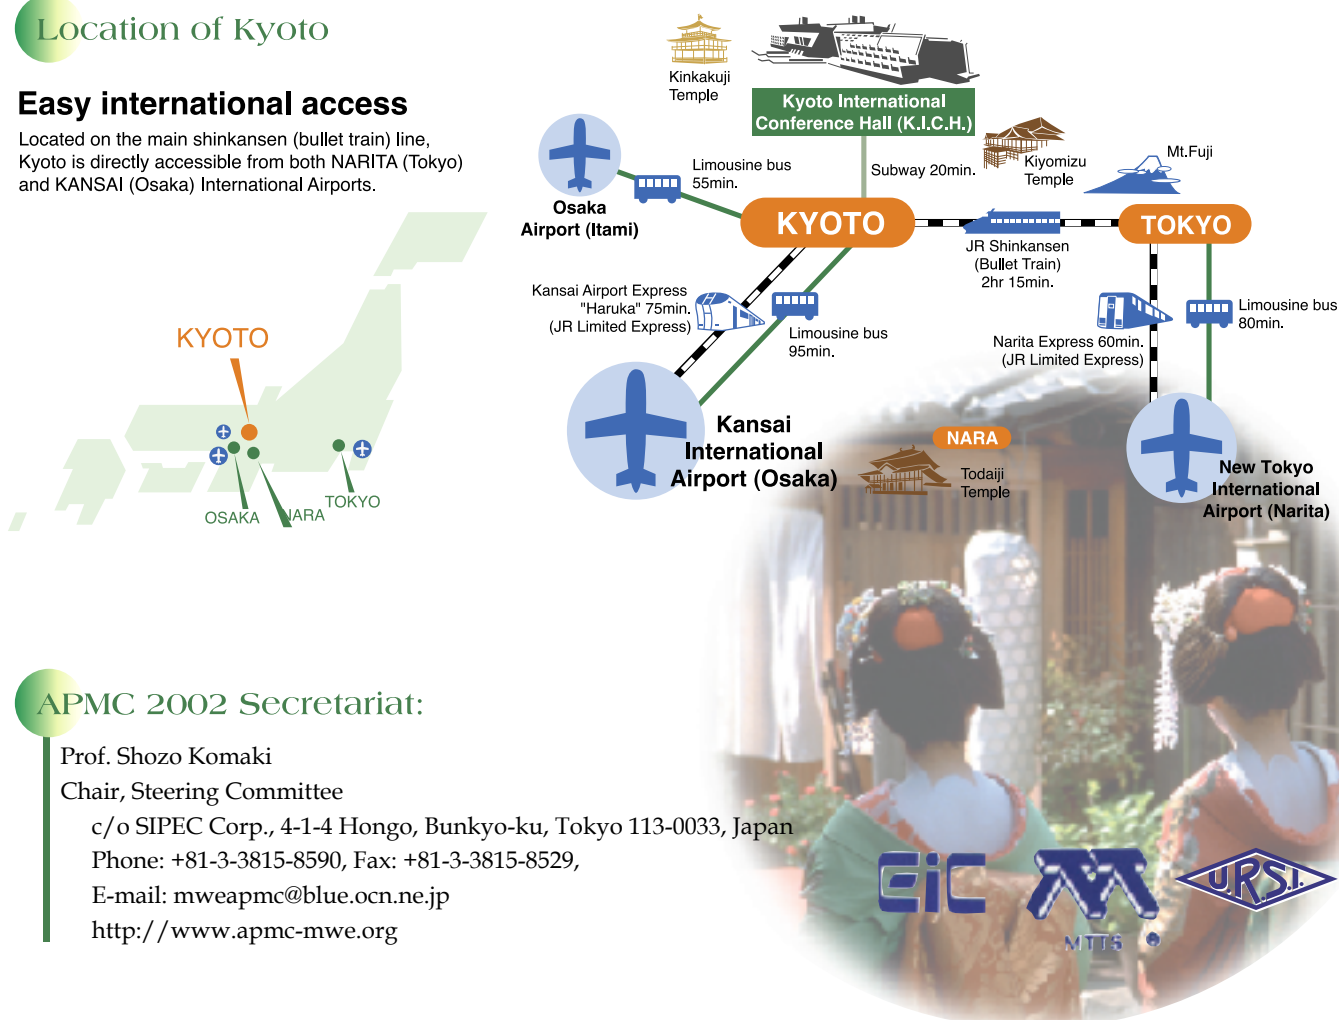 Location of Kyoto
Easy international access
Located on the main shinkansen (bullet train) line,
Kyoto is directly accessible from both NARITA (Tokyo)
and KANSAI (Osaka) International Airports.
KYOTO
OSAKA
NARA
TOKYO
Kinkakuji
Temple
Kyoto International
Conference Hall (K.I.C.H.)
Kiyomizu
Temple
Mt.Fuji
Osaka
Airport (Itami)
Limousine bus
55min.
Subway 20min.
KYOTO
JR Shinkansen
(Bullet Train)
2hr 15min.
TOKYO
Kansai Airport Express
"Haruka" 75min.
(JR Limited Express)
Limousine bus
95min.
Narita Express 60min.
(JR Limited Express)
Limousine bus
80min.
Kansai
International
Airport (Osaka)
NARA
Todaiji
Temple
New Tokyo
International
Airport (Narita)
APMC 2002 Secretariat:
Prof. Shozo Komaki
Chair, Steering Committee
c/o SIPEC Corp., 4-1-4 Hongo, Bunkyo-ku, Tokyo 113-0033, Japan
Phone: +81-3-3815-8590, Fax: +81-3-3815-8529,
E-mail: mweapmc@blue.ocn.ne.jp
http://www.apmc-mwe.org
EiC
MTTS ®
U.R.S.I.